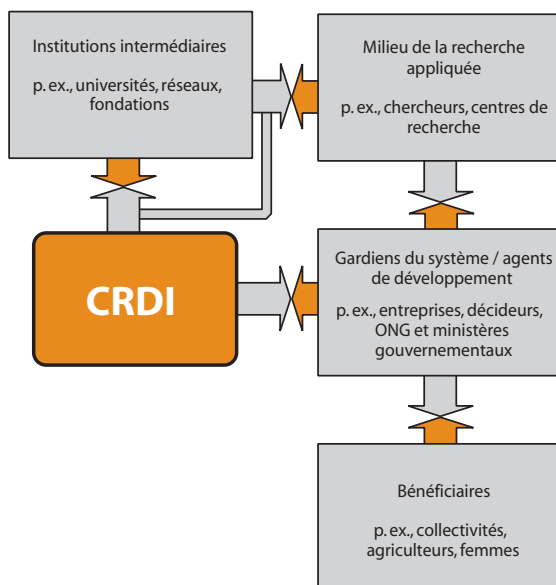 Institutions intermédiaires
p. ex., universités, réseaux,
fondations
Milieu de la recherche
appliquée
p. ex., chercheurs, centres de
recherche
CRDI
Gardiens du système / agents
de développement
p. ex., entreprises, décideurs,
ONG et ministères
gouvernementaux
Bénéficiaires
p. ex., collectivités,
agriculteurs, femmes